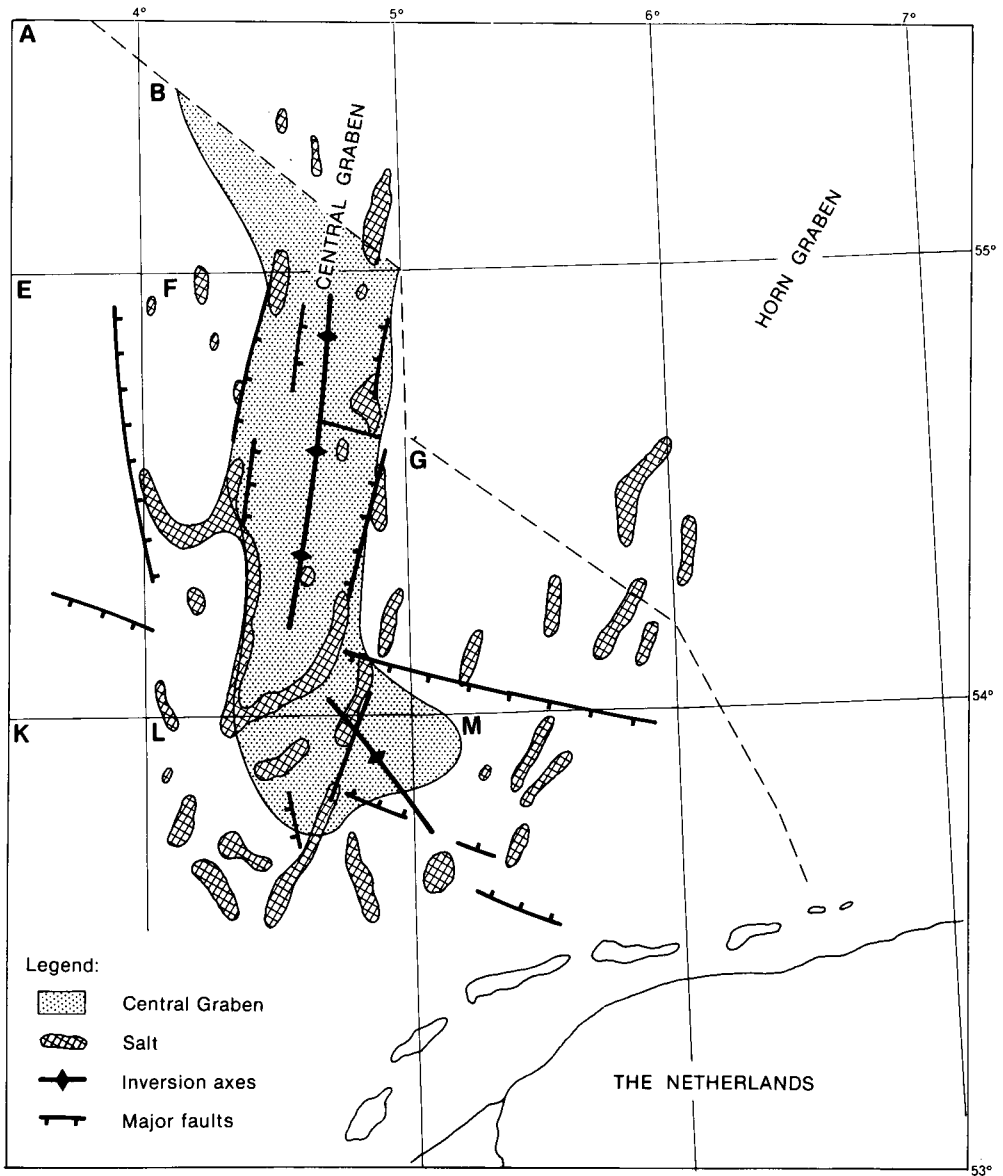 4°
5°
6°
7°
A
B
CENTRAL GRABEN
HORN GRABEN
55°
E
F
G
54°
K
L
M
Legend:
Central Graben
Salt
Inversion axes
Major faults
THE NETHERLANDS
53°